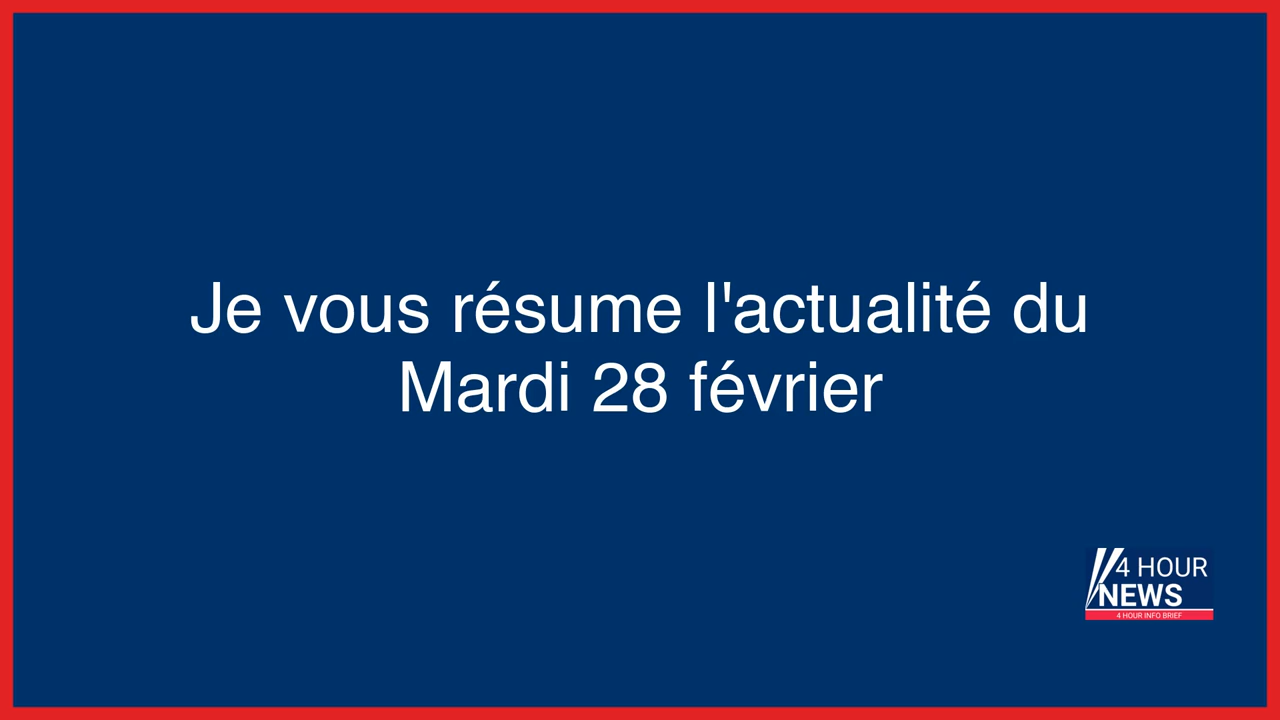 Je vous résume l'actualité du
Mardi 28 février
4 HOUR
NEWS
4 HOUR INFO BRIEF